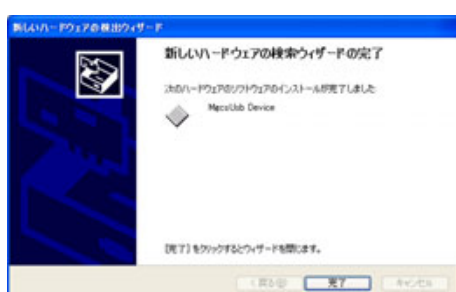 新しいハードウェアの検出ウィザード
新しいハードウェアの検索ウィザードの完了
次のハードウェアのソフトウェアのインストールが完了しました
Device
[完了] をクリックするとウィザードを閉じます。
< 戻る(B)
完了
キャンセル